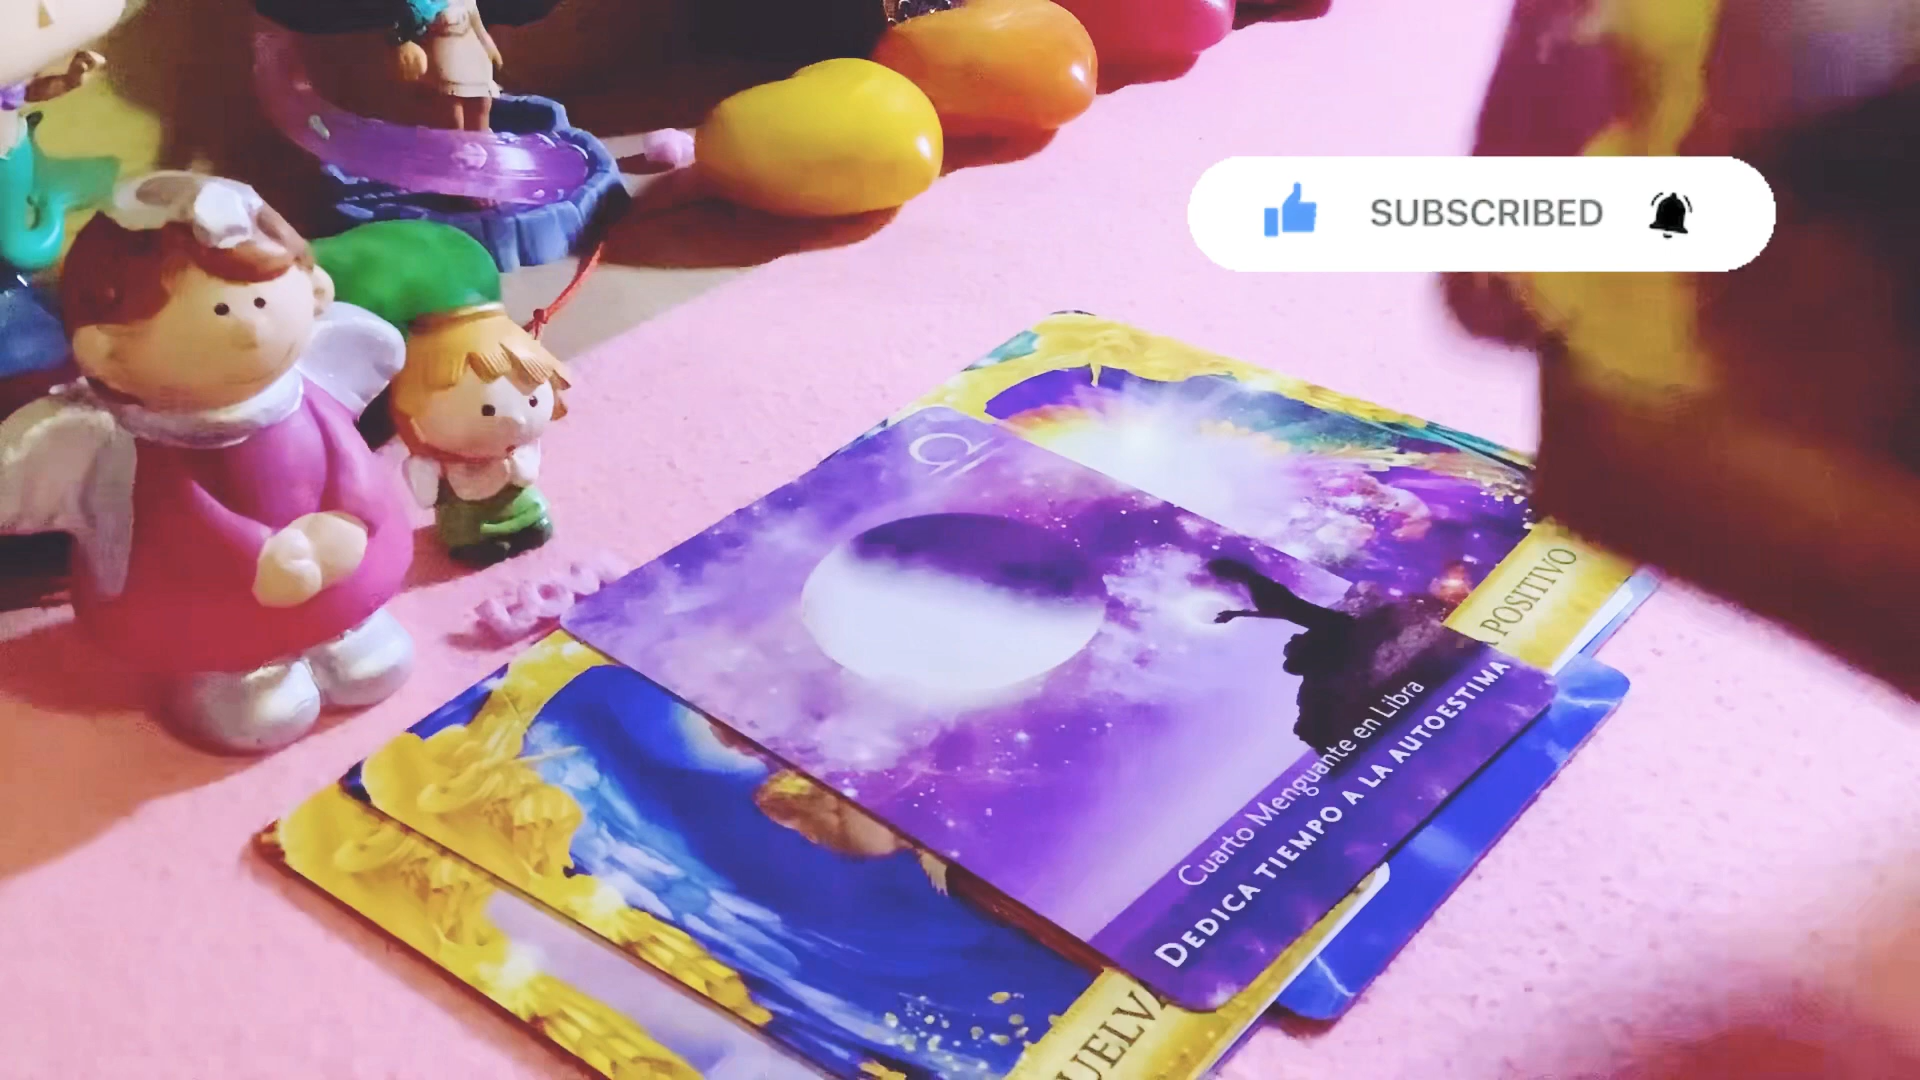 SUBSCRIBED
POSITIVO
Cuarto Menguante en Libra
DEDICA TIEMPO A LA AUTOESTIMA